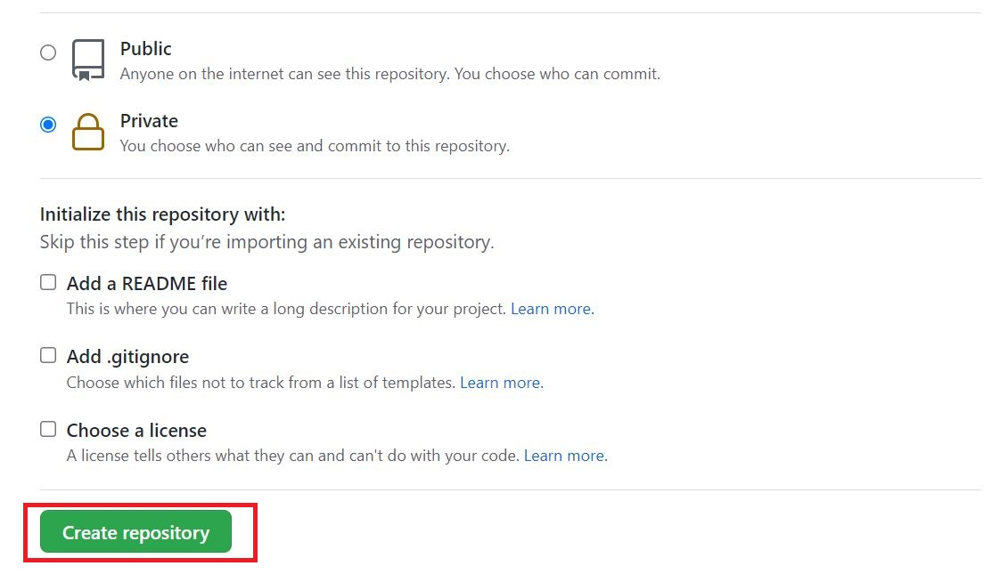 Public
Anyone on the internet can see this repository. You choose who can commit.
Private
You choose who can see and commit to this repository.
Initialize this repository with:
Skip this step if you’re importing an existing repository.
Add a README file
This is where you can write a long description for your project. Learn more.
Add .gitignore
Choose which files not to track from a list of templates. Learn more.
Choose a license
A license tells others what they can and can't do with your code. Learn more.
Create repository